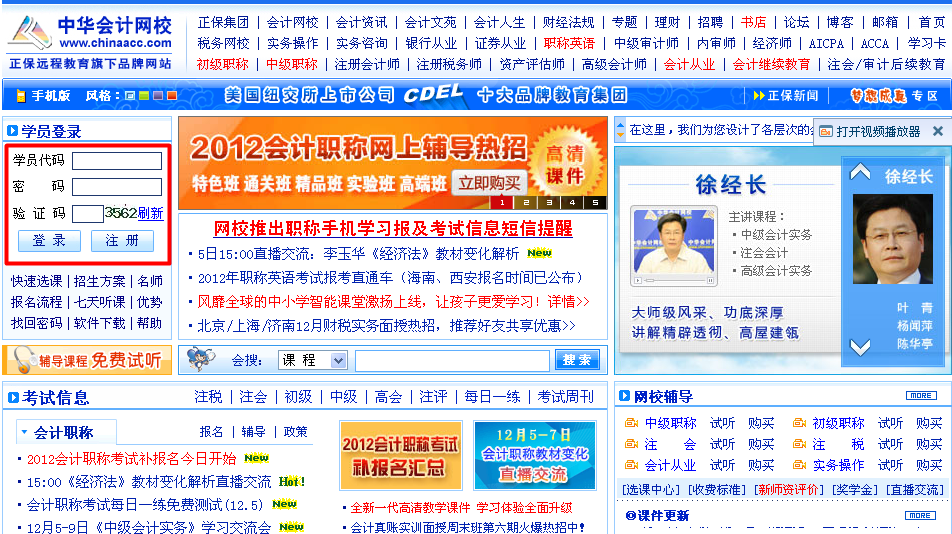 中华会计网校
www.chinaacc.com
正保远程教育旗下品牌网站
正保集团 | 会计网校 | 会计资讯 | 会计文苑 | 会计人生 | 财经法规 | 专题 | 理财 | 招聘 | 书店 | 论坛 | 博客 | 邮箱 | 首页
税务网校 | 实务操作 | 实务咨询 | 银行从业 | 证券从业 | 职称英语 | 中级审计师 | 内审师 | 经济师 | AICPA | ACCA | 学习卡
初级职称 | 中级职称 | 注册会计师 | 注册税务师 | 资产评估师 | 高级会计师 | 会计从业 | 会计继续教育 | 注会/审计后续教育
手机版 风格：
美国纽交所上市公司 CDEL 十大品牌教育集团
正保新闻 | 梦想成真 专区
学员登录
学员代码
密 码
验 证 码 3562 刷新
登 录 注 册
快速选课 | 招生方案 | 名师
报名流程 | 七天听课 | 优势
找回密码 | 软件下载 | 帮助
辅导课程 免费试听
2012会计职称网上辅导热招
特色班 通关班 精品班 实验班 高端班 立即购买
高清
课件
1 2 3 4 5
网校推出职称手机学习报及考试信息短信提醒
5日15:00直播交流：李玉华《经济法》教材变化解析 New
2012年职称英语考试报考直通车（海南、西安报名时间已公布）
风靡全球的中小学智能课堂激扬上线，让孩子更爱学习！详情>>
北京/上海/济南12月财税实务面授热招，推荐好友共享优惠>>
会搜： 课 程 搜 索
在这里，我们为您设计了各层次的
打开视频播放器
徐经长
主讲课程：
·中级会计实务
·注会会计
·高级会计实务
大师级风采、功底深厚
讲解精辟透彻、高屋建瓴
徐经长
叶 青
杨闻萍
陈华亭
考试信息
注税 | 注会 | 初级 | 中级 | 高会 | 注评 | 每日一练 | 考试周刊
会计职称
报名 | 辅导 | 政策
2012会计职称考试补报名今日开始 New
15:00《经济法》教材变化解析直播交流 Hot!
会计职称考试每日一练免费测试(12.5) New
12月5-9日《中级会计实务》学习交流会 New
2012会计职称考试
补报名汇总
12月5-7日
会计职称教材变化
直播交流
全新一代高清教学课件 学习体验全面升级
会计真账实训面授周末班第六期火爆热招中！
网校辅导 MORE
中级职称 试听 购买 初级职称 试听 购买
注 会 试听 购买 注 税 试听 购买
会计从业 试听 购买 实务操作 试听 购买
[选课中心] [收费标准] [新师资评价] [奖学金] [直播交流]
课件更新 MORE